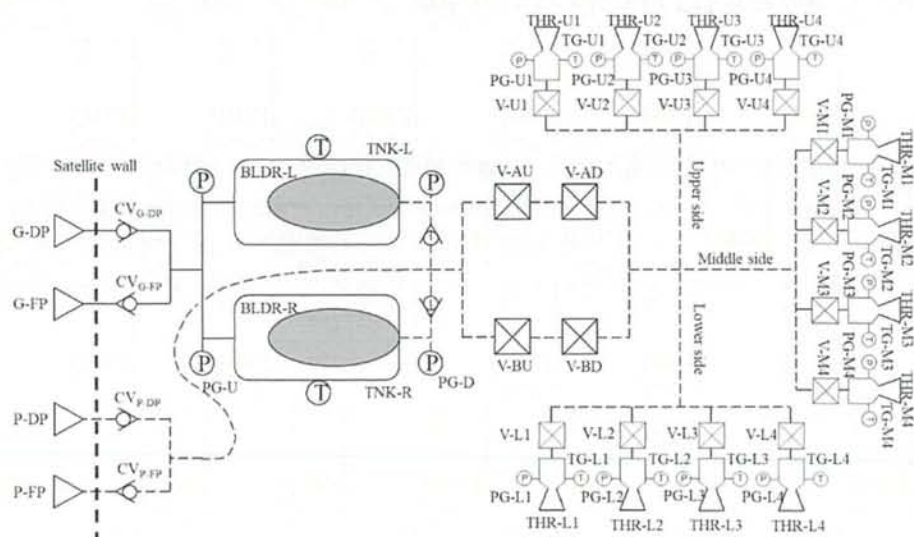 THR-U1 THR-U2 THR-U3 THR-U4
TG-U1 TG-U2 TG-U3 TG-U4
P T P T P T P T
PG-U1 PG-U2 PG-U3 PG-U4
V-U1 V-U2 V-U3 V-U4
Satellite wall
G-DP
CV G-DP
G-FP
CV G-FP
P-DP
CV P-DP
P-FP
CV P-FP
P
T
TNK-L
BLDR-L
P
BLDR-R
P
PG-U
T
TNK-R
P
PG-D
V-AU V-AD
V-BU V-BD
Upper side
Middle side
Lower side
V-M1
PG-M1
P
T
THR-M1
TG-M1
V-M2
PG-M2
P
T
THR-M2
TG-M2
V-M3
PG-M3
P
T
THR-M3
TG-M3
V-M4
PG-M4
P
T
THR-M4
TG-M4
V-L1 V-L2 V-L3 V-L4
TG-L1 TG-L2 TG-L3 TG-L4
P T P T P T P T
PG-L1 PG-L2 PG-L3 PG-L4
THR-L1 THR-L2 THR-L3 THR-L4